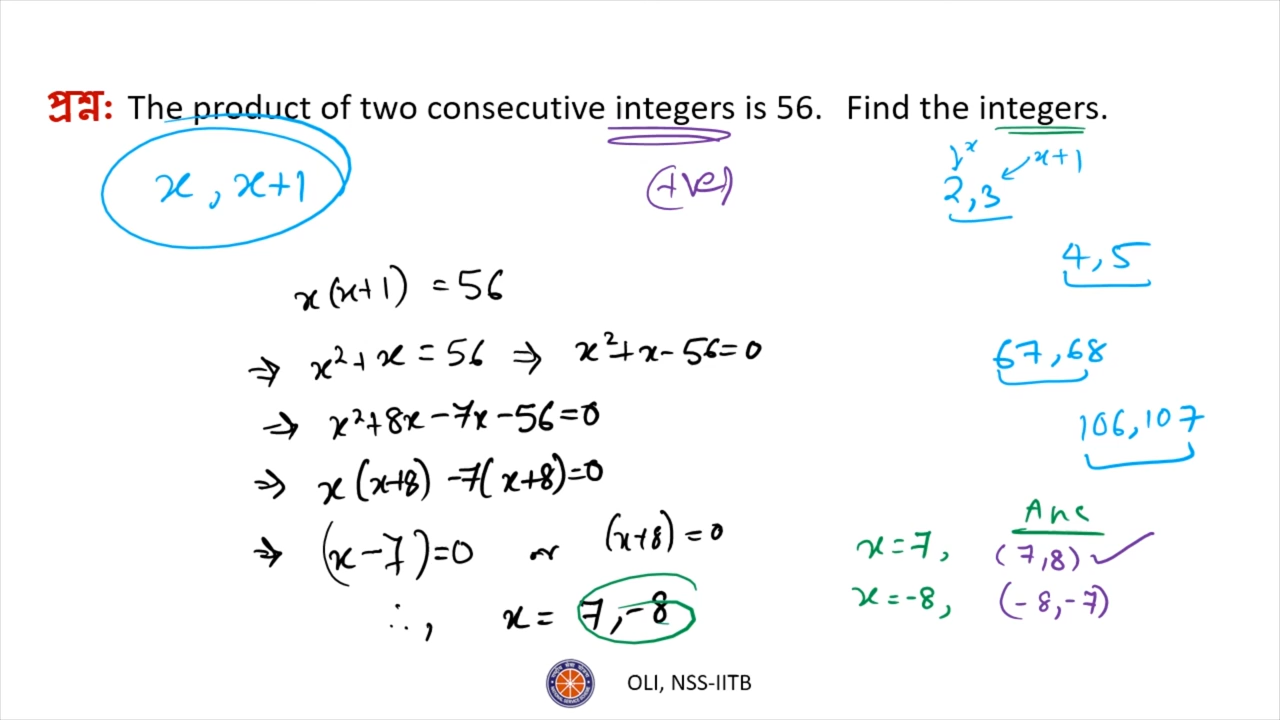 প্রশ্ন: The product of two consecutive integers is 56. Find the integers.
x, x+1
(+ve)
x
x+1
2,3
4,5
67,68
106,107
x(x+1) = 56
⇒ x²+x = 56 ⇒ x²+x-56=0
⇒ x²+8x-7x-56=0
⇒ x(x+8) -7(x+8)=0
⇒ (x-7)=0 or (x+8)=0
∴, x= 7,-8
Ans
x=7, (7,8) ✓
x=-8, (-8,-7)
OLI, NSS-IITB